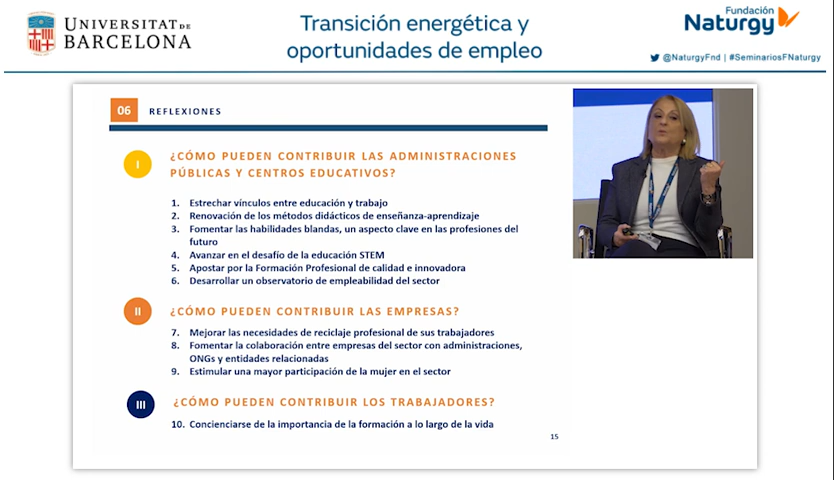 UNIVERSITAT DE
BARCELONA
Transición energética y
oportunidades de empleo
Fundación
Naturgy
@NaturgyFnd | #SeminariosFNaturgy
06 REFLEXIONES
I ¿CÓMO PUEDEN CONTRIBUIR LAS ADMINISTRACIONES
PÚBLICAS Y CENTROS EDUCATIVOS?
1. Estrechar vínculos entre educación y trabajo
2. Renovación de los métodos didácticos de enseñanza-aprendizaje
3. Fomentar las habilidades blandas, un aspecto clave en las profesiones del
futuro
4. Avanzar en el desafío de la educación STEM
5. Apostar por la Formación Profesional de calidad e innovadora
6. Desarrollar un observatorio de empleabilidad del sector
II ¿CÓMO PUEDEN CONTRIBUIR LAS EMPRESAS?
7. Mejorar las necesidades de reciclaje profesional de sus trabajadores
8. Fomentar la colaboración entre empresas del sector con administraciones,
ONGs y entidades relacionadas
9. Estimular una mayor participación de la mujer en el sector
III ¿CÓMO PUEDEN CONTRIBUIR LOS TRABAJADORES?
10. Concienciarse de la importancia de la formación a lo largo de la vida
15